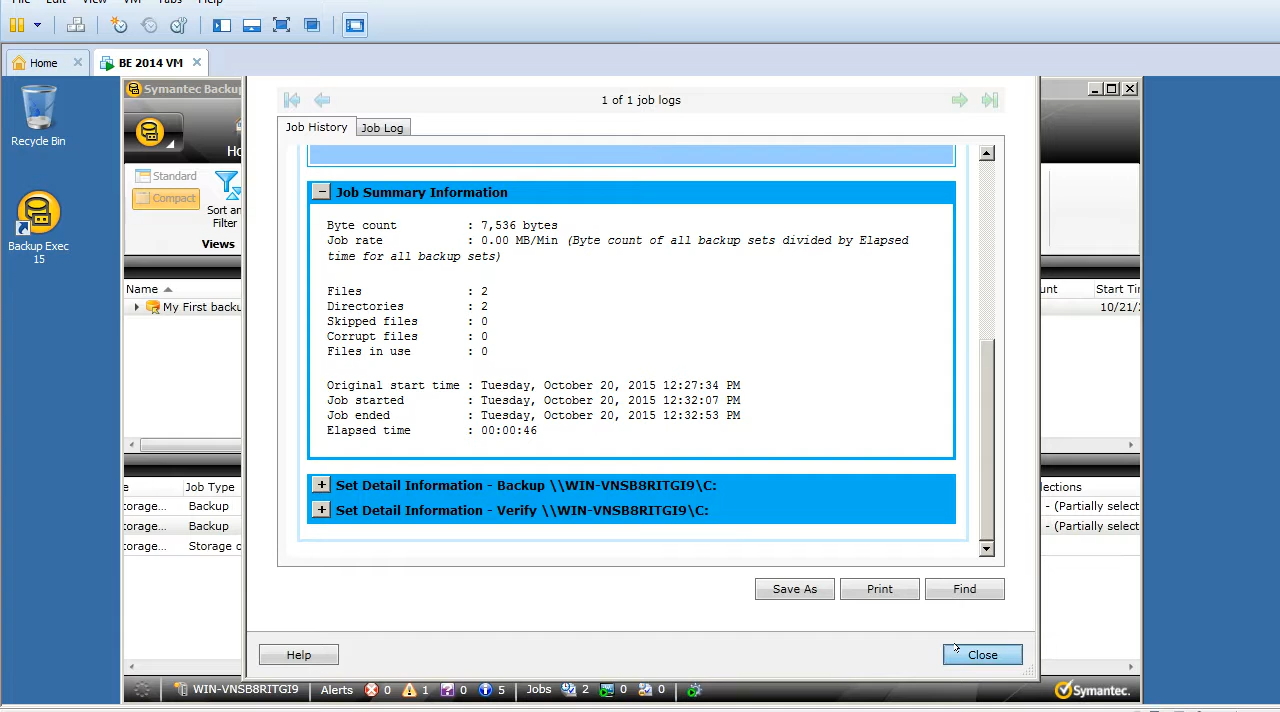 File Edit View VM Tabs Help
Home
BE 2014 VM
Recycle Bin
Backup Exec
15
Symantec Backup
Ho
Standard
Compact
Sort an
Filter
Views
Name
My First backu
unt
Start Tin
10/21/
1 of 1 job logs
Job History
Job Log
Job Summary Information
Byte count : 7,536 bytes
Job rate : 0.00 MB/Min (Byte count of all backup sets divided by Elapsed
time for all backup sets)
Files : 2
Directories : 2
Skipped files : 0
Corrupt files : 0
Files in use : 0
Original start time : Tuesday, October 20, 2015 12:27:34 PM
Job started : Tuesday, October 20, 2015 12:32:07 PM
Job ended : Tuesday, October 20, 2015 12:32:53 PM
Elapsed time : 00:00:46
Set Detail Information - Backup \\WIN-VNSB8RITGI9\C:
Set Detail Information - Verify \\WIN-VNSB8RITGI9\C:
e
Job Type
lections
orage...
Backup
- (Partially select
orage...
Backup
- (Partially select
orage...
Storage o
Save As
Print
Find
Help
Close
WIN-VNSB8RITGI9
Alerts 0 1 0 5
Jobs 2 0 0
Symantec.